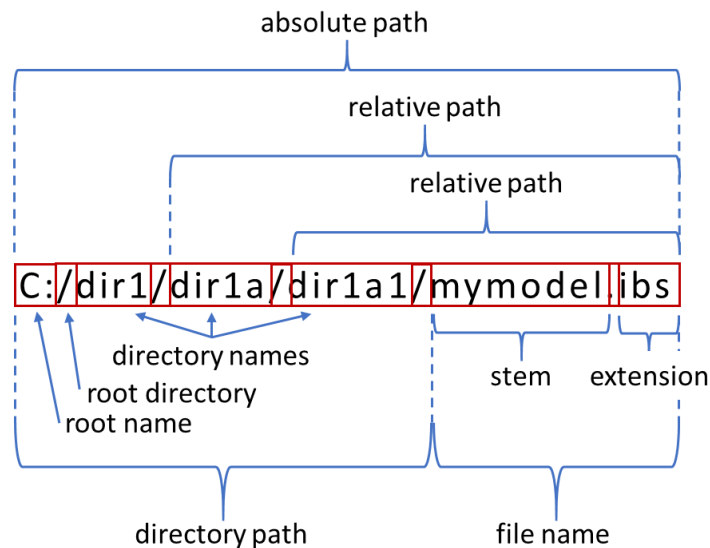 absolute path
relative path
relative path
C:/dir1/dir1a/dir1a1/mymodel.ibs
directory names
stem extension
root directory
root name
directory path file name